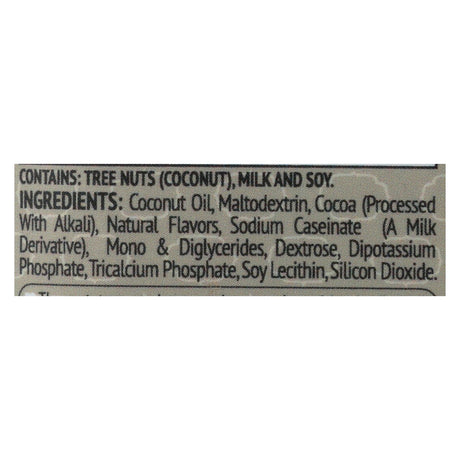 CONTAINS: TREE NUTS (COCONUT), MILK AND SOY.
INGREDIENTS: Coconut Oil, Maltodextrin, Cocoa (Processed
With Alkali), Natural Flavors, Sodium Caseinate (A Milk
Derivative), Mono & Diglycerides, Dextrose, Dipotassium
Phosphate, Tricalcium Phosphate, Soy Lecithin, Silicon Dioxide.